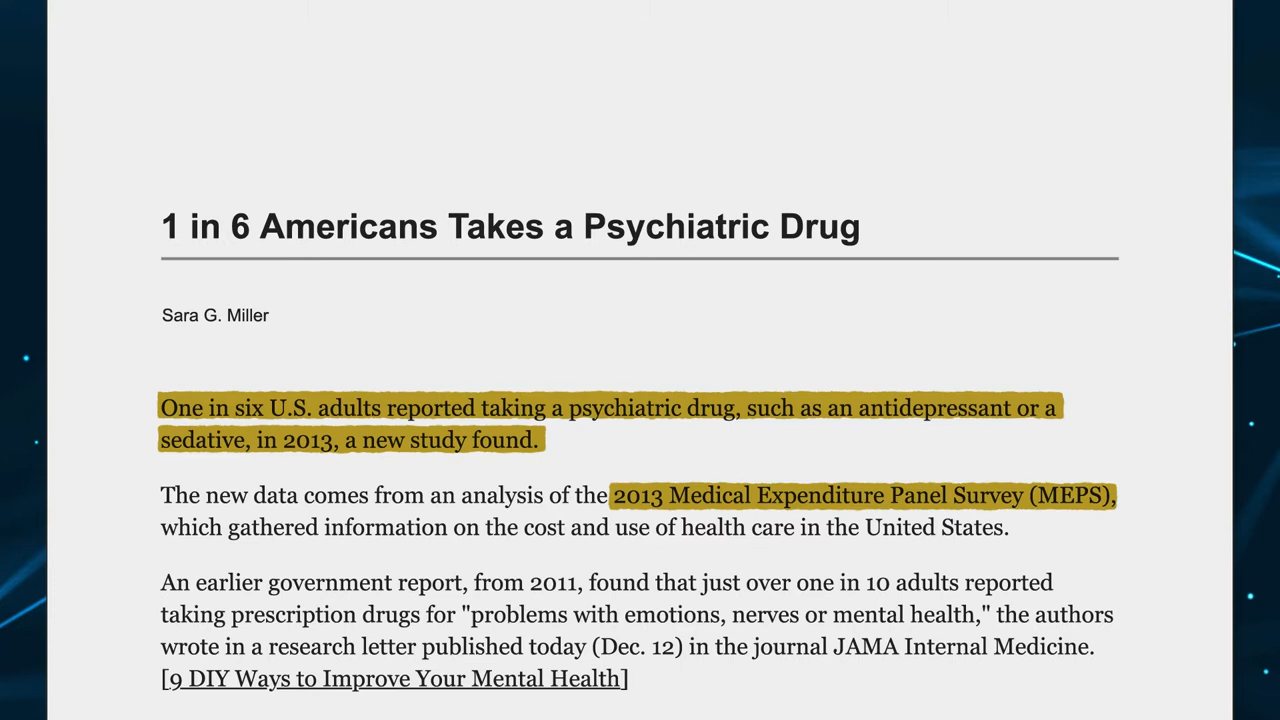 1 in 6 Americans Takes a Psychiatric Drug
Sara G. Miller
One in six U.S. adults reported taking a psychiatric drug, such as an antidepressant or a
sedative, in 2013, a new study found.
The new data comes from an analysis of the 2013 Medical Expenditure Panel Survey (MEPS),
which gathered information on the cost and use of health care in the United States.
An earlier government report, from 2011, found that just over one in 10 adults reported
taking prescription drugs for "problems with emotions, nerves or mental health," the authors
wrote in a research letter published today (Dec. 12) in the journal JAMA Internal Medicine.
[9 DIY Ways to Improve Your Mental Health]